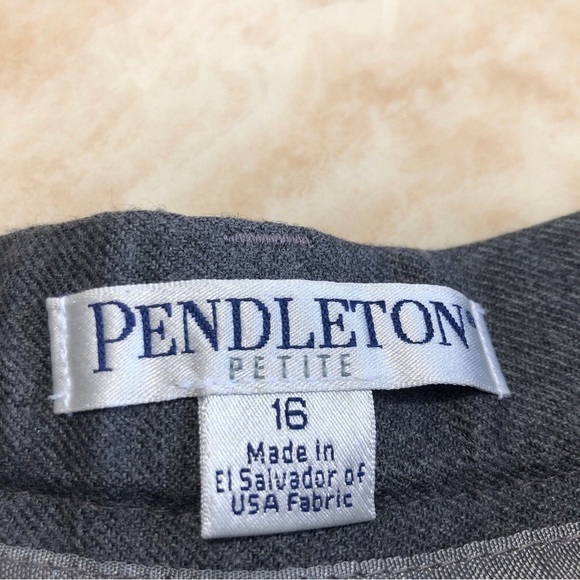 PENDLETON®
PETITE
16
Made in
El Salvador of
USA Fabric